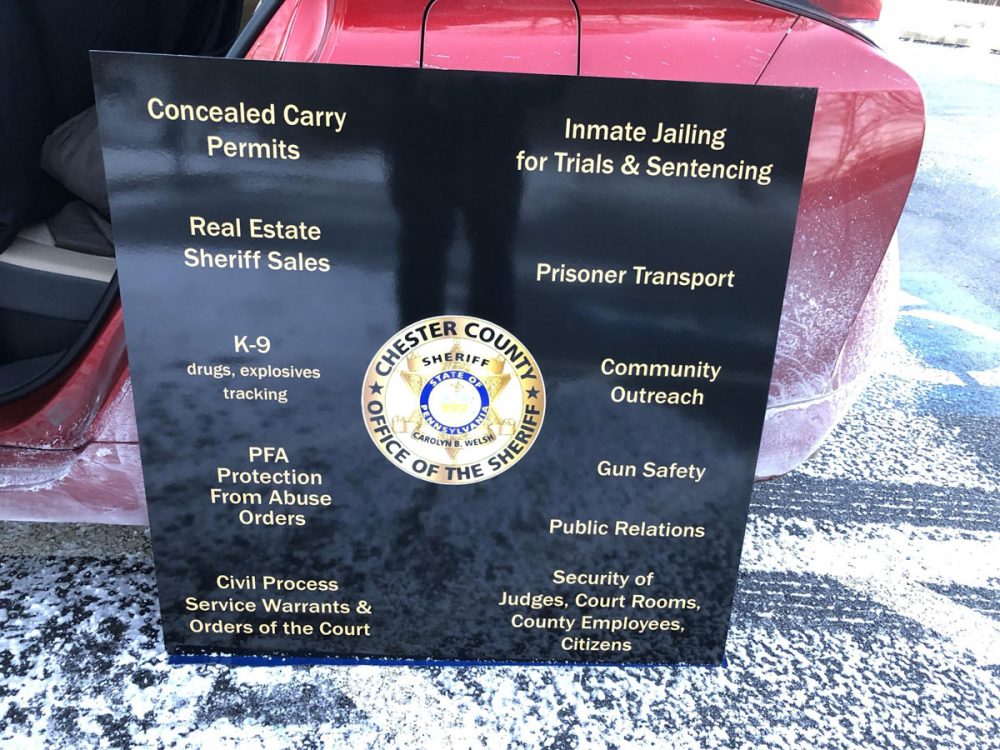 Concealed Carry
Permits
Real Estate
Sheriff Sales
K-9
drugs, explosives
tracking
PFA
Protection
From Abuse
Orders
Civil Process
Service Warrants &
Orders of the Court
CHESTER COUNTY
SHERIFF
STATE OF
PENNSYLVANIA
CAROLYN B. WELSH
OFFICE OF THE SHERIFF
Inmate Jailing
for Trials & Sentencing
Prisoner Transport
Community
Outreach
Gun Safety
Public Relations
Security of
Judges, Court Rooms,
County Employees,
Citizens